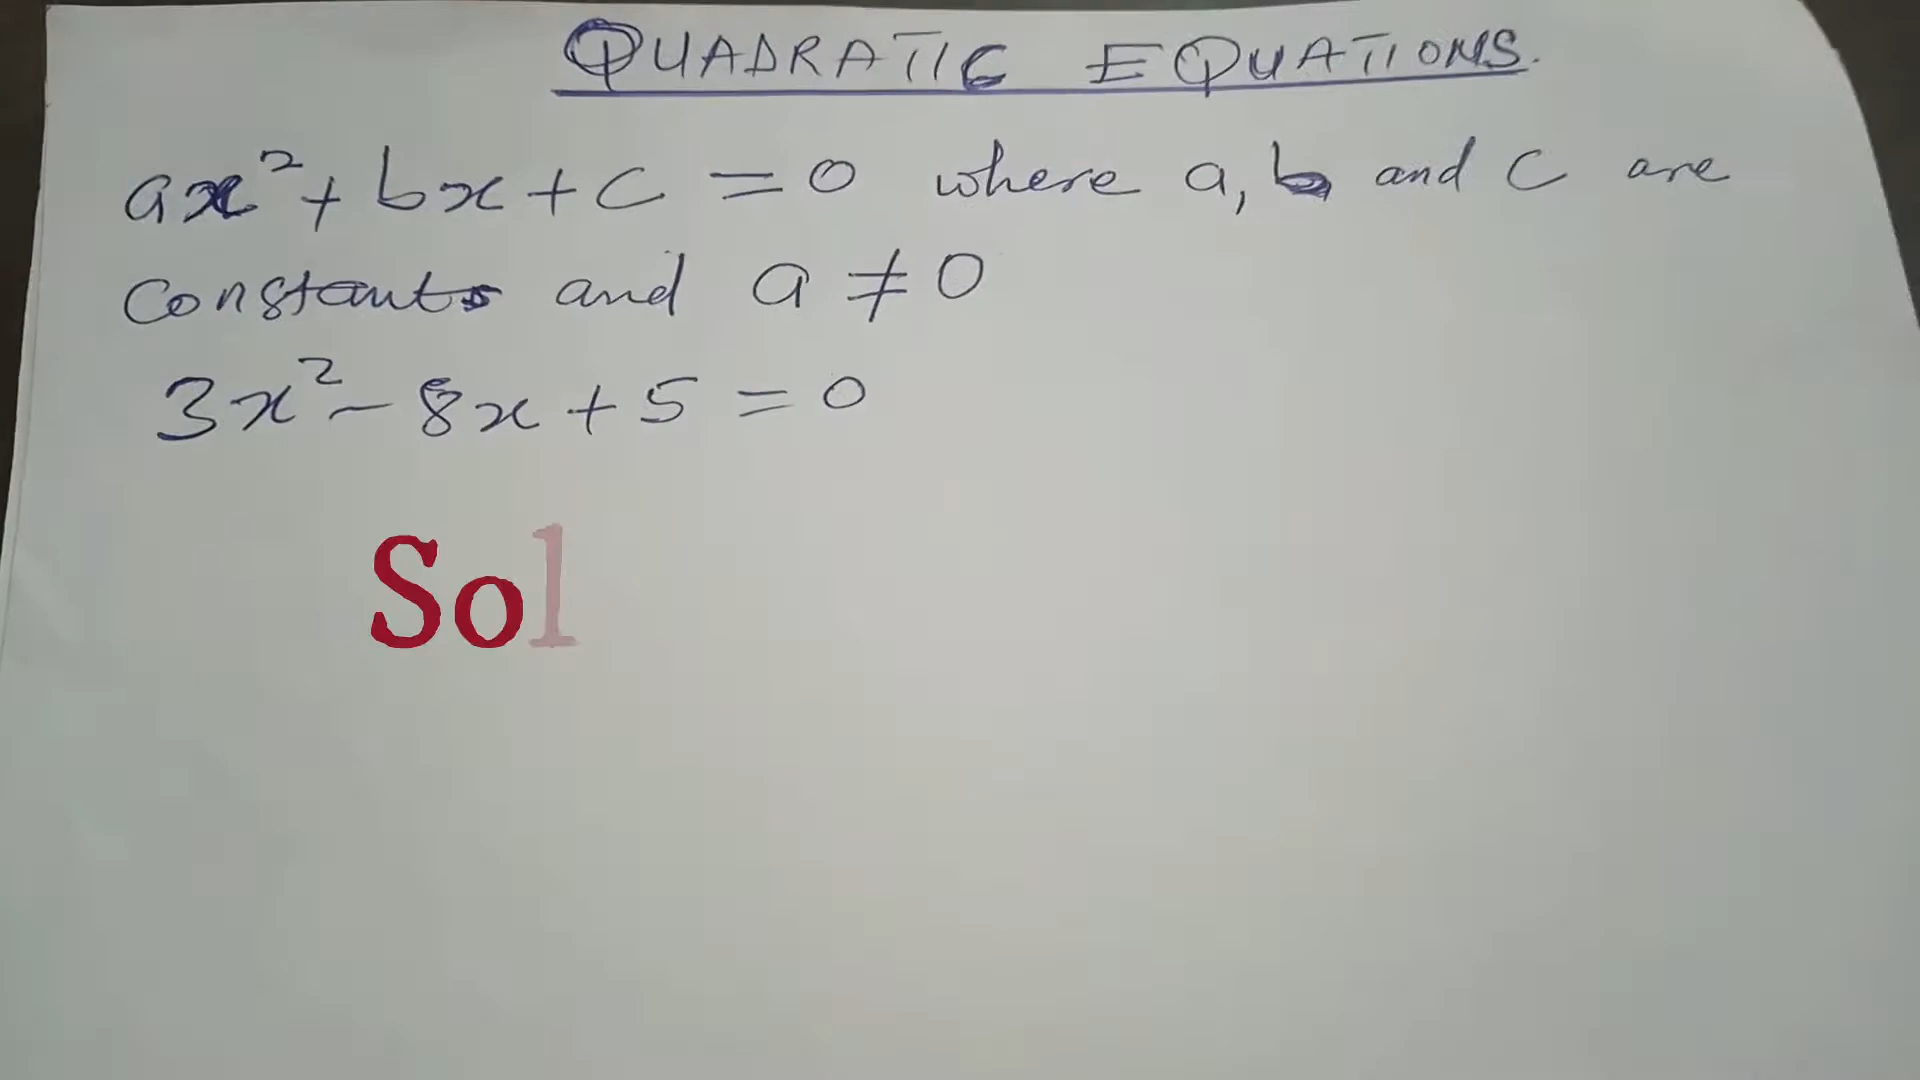 QUADRATIC EQUATIONS.
ax²+bx+c=0 where a, b and c are
constants and a≠0
3x²-8x+5=0
Sol